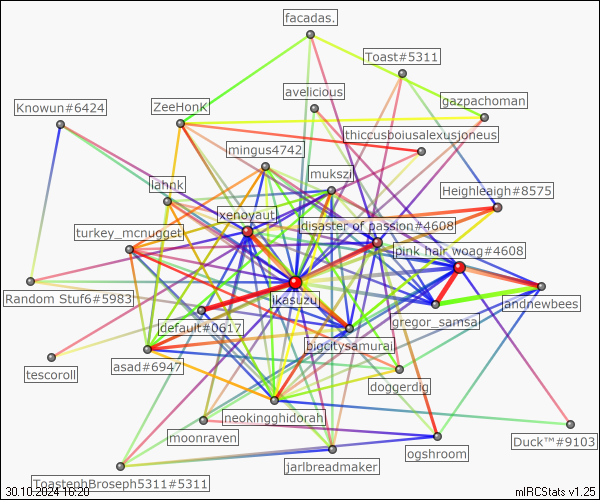 facadas.
Toast#5311
avelicious
gazpachoman
Knowun#6424
ZeeHonK
thiccusboiusalexusjoneus
mingus4742
mukszi
lahnk
Heighleaigh#8575
xenoyaut
disaster of passion#4608
turkey_mcnugget
pink hair woag#4608
Random Stuf6#5983
ikasuzu
landnewbees
gregor_samsa
default#0617
bigcitysamurai
asad#6947
tescoroll
doggerdig
neokingghidorah
moonraven
Duck™#9103
ogshroom
jarlbreadmaker
ToastephBroseph5311#5311
30.10.2024 16:20
mIRCStats v1.25